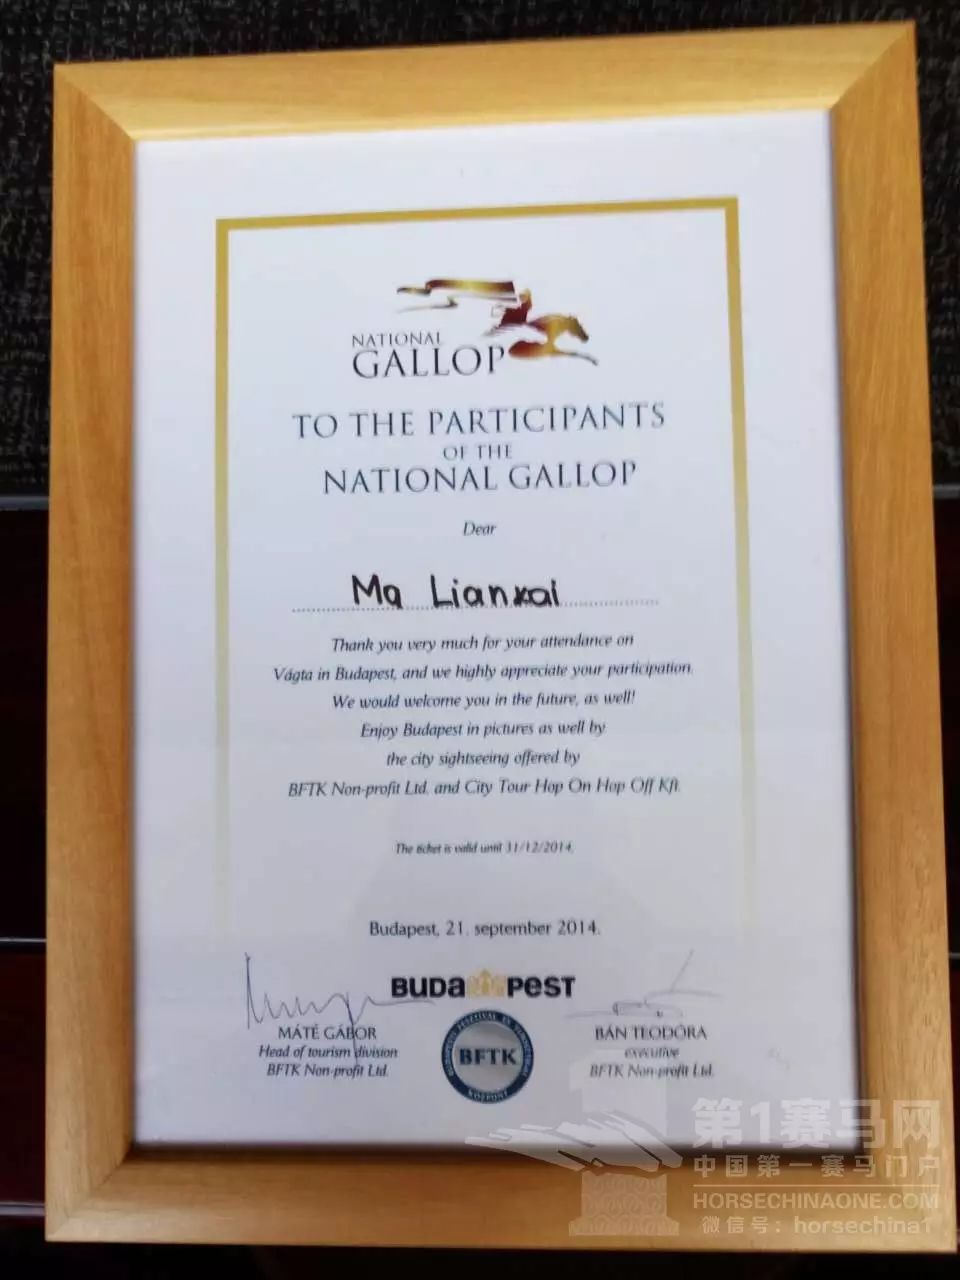 NATIONAL
GALLOP
TO THE PARTICIPANTS
OF THE
NATIONAL GALLOP
Dear
Ma Liankai
Thank you very much for your attendance on
Vágta in Budapest, and we highly appreciate your participation.
We would welcome you in the future, as well!
Enjoy Budapest in pictures as well by
the city sightseeing offered by
BFTK Non-profit Ltd. and City Tour Hop On Hop Off Kft.
The ticket is valid until 31/12/2014.
Budapest, 21. september 2014.
BUDAPEST
MÁTÉ GÁBOR
Head of tourism division
BFTK Non-profit Ltd.
BFTK
BÁN TEODÓRA
executive
BFTK Non-profit Ltd.
第1赛马网
中国第一赛马门户
HORSECHINAONE.COM
微信号：horsechina1